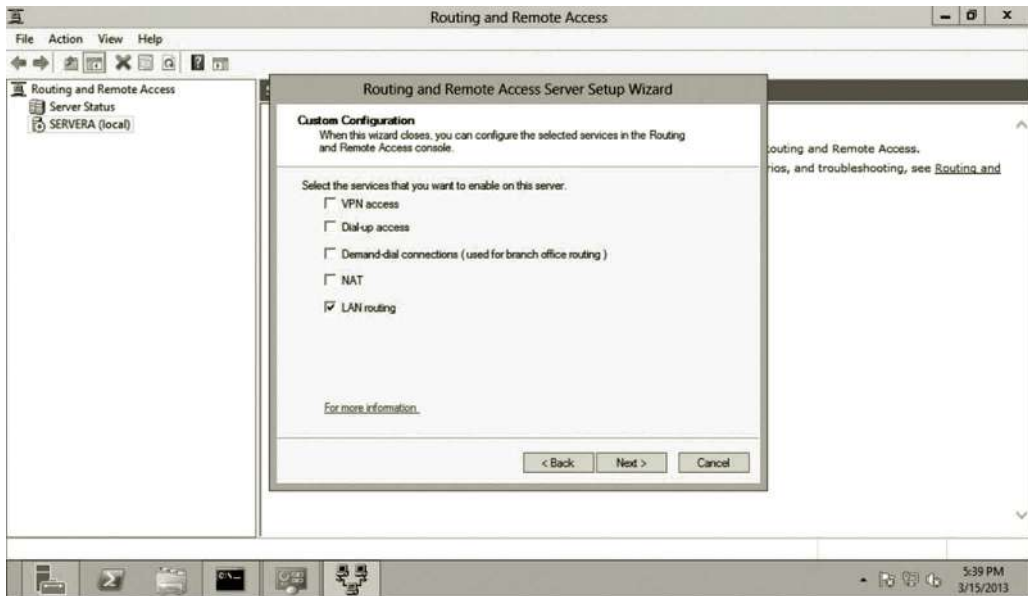 Routing and Remote Access
File Action View Help
Routing and Remote Access
Server Status
SERVERA (local)
Routing and Remote Access Server Setup Wizard
Custom Configuration
When this wizard closes, you can configure the selected services in the Routing
and Remote Access console.
Select the services that you want to enable on this server.
VPN access
Dial-up access
Demand-dial connections (used for branch office routing)
NAT
LAN routing
For more information
< Back
Next >
Cancel
outing and Remote Access.
rios, and troubleshooting, see Routing and
5:39 PM
3/15/2013